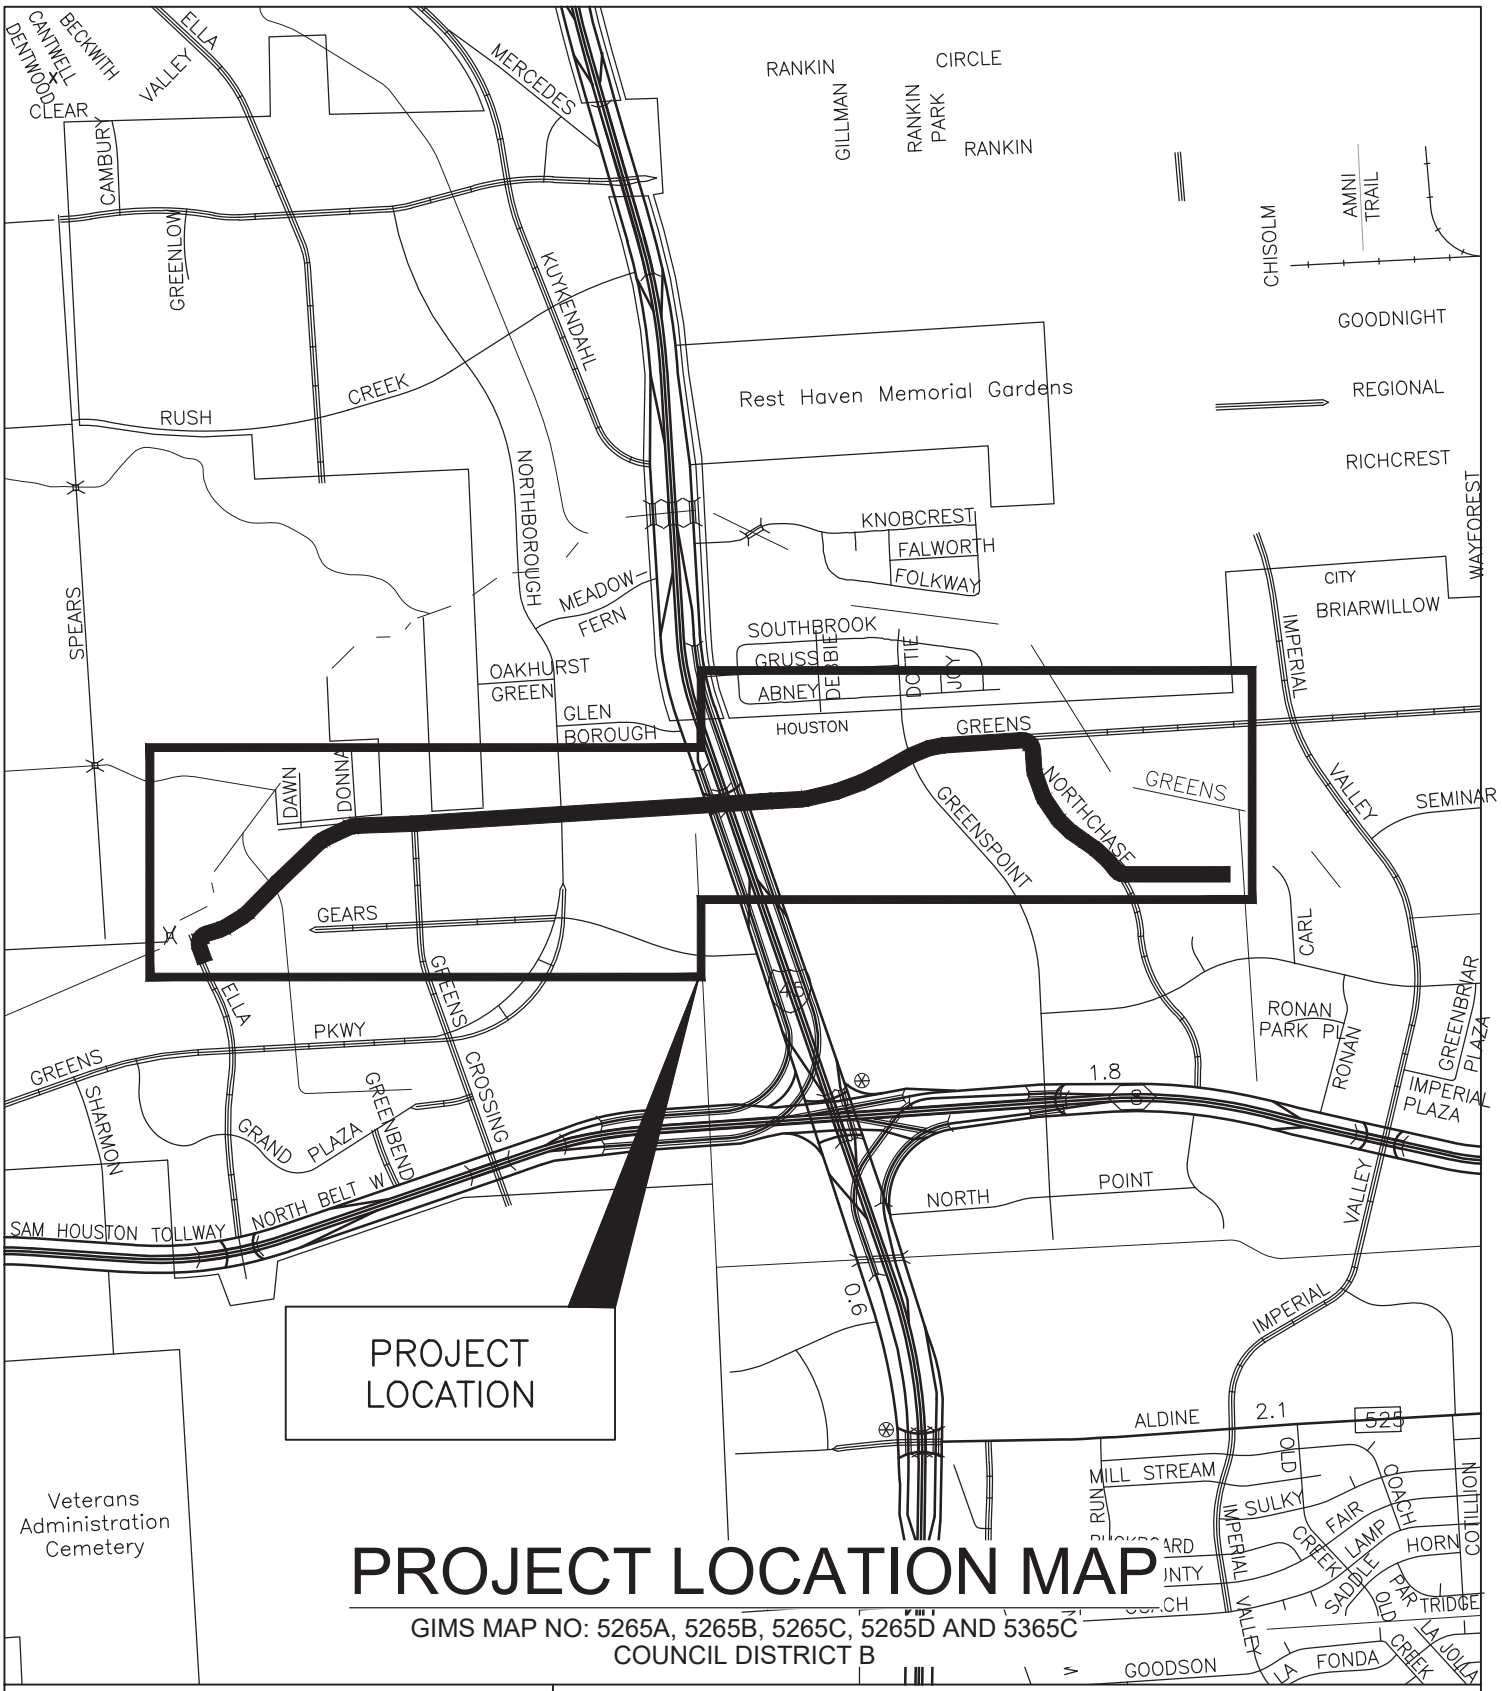 BECKWITH
CANTWELL
DENTWOOD
CLEAR
ELLA
VALLEY
MERCEDES
RANKIN
CIRCLE
GILLMAN
RANKIN
PARK
RANKIN
CAMBURY
GREENLOW
KUYKENDAHL
CHISOLM
AMNI
TRAIL
GOODNIGHT
REGIONAL
RICHCREST
WAYFOREST
RUSH
CREEK
Rest Haven Memorial Gardens
NORTHBOROUGH
KNOBCREST
FALWORTH
FOLKWAY
CITY
BRIARWILLOW
SPEARS
MEADOW-
FERN
SOUTHBROOK
GRUSS
ABNEY
DEBBIE
DOTTIE
JOY
IMPERIAL
OAKHURST
GREEN
GLEN
BOROUGH
HOUSTON
GREENS
DAWN
DONNA
NORTHCHASE
GREENS
VALLEY
SEMINAR
GREENSPOINT
GEARS
CARL
ELLA
GREENS
45
RONAN
PARK PL
RONAN
GREENBRIAR
PLAZA
IMPERIAL
PLAZA
GREENS
PKWY
CROSSING
SHARMON
GREENBEND
GRAND
PLAZA
1.8
8
NORTH
POINT
VALLEY
SAM HOUSTON TOLLWAY
NORTH BELT W
0.6
IMPERIAL
PROJECT
LOCATION
ALDINE
2.1
525
OLD
MILL STREAM
RUN
SULKY
COACH
COTILLION
FAIR
LAMP
HORN
CREEK
SADDLE
IMPERIAL
PAR
TRIDGE
OLD
CREEK
LA JOLLA
VALLEY
GOODSON
LA
FONDA
Veterans
Administration
Cemetery
PROJECT LOCATION MAP
GIMS MAP NO: 5265A, 5265B, 5265C, 5265D AND 5365C
COUNCIL DISTRICT B